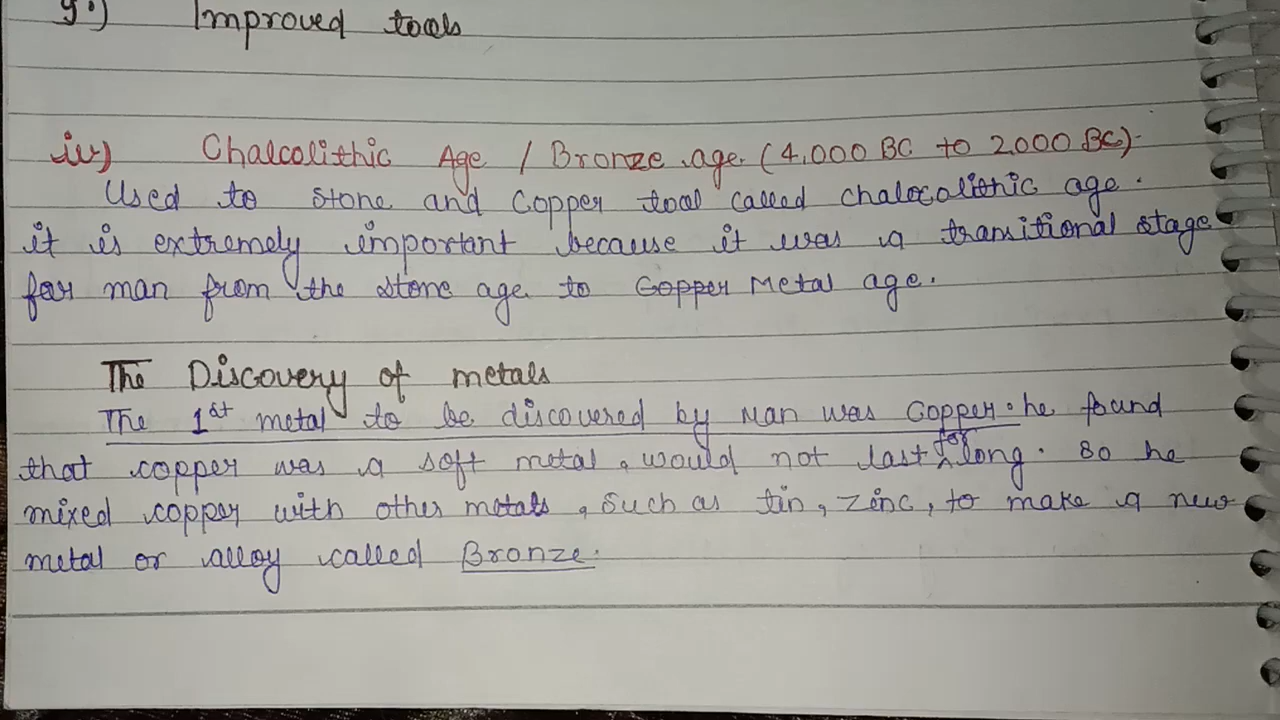 9.) Improved tools
iv) Chalcolithic Age / Bronze age (4,000 BC to 2000 BC)-
Used to stone and Copper tool called chalocolithic age.
it is extremely important because it was a transitional stage
for man from the stone age to Copper Metal age.
The Discovery of metals
The 1st metal to be discovered by Man was Copper. he found
that copper was a soft metal, would not last for long. So he
mixed copper with other metals, such as tin, zinc, to make a new
metal or alloy called Bronze.